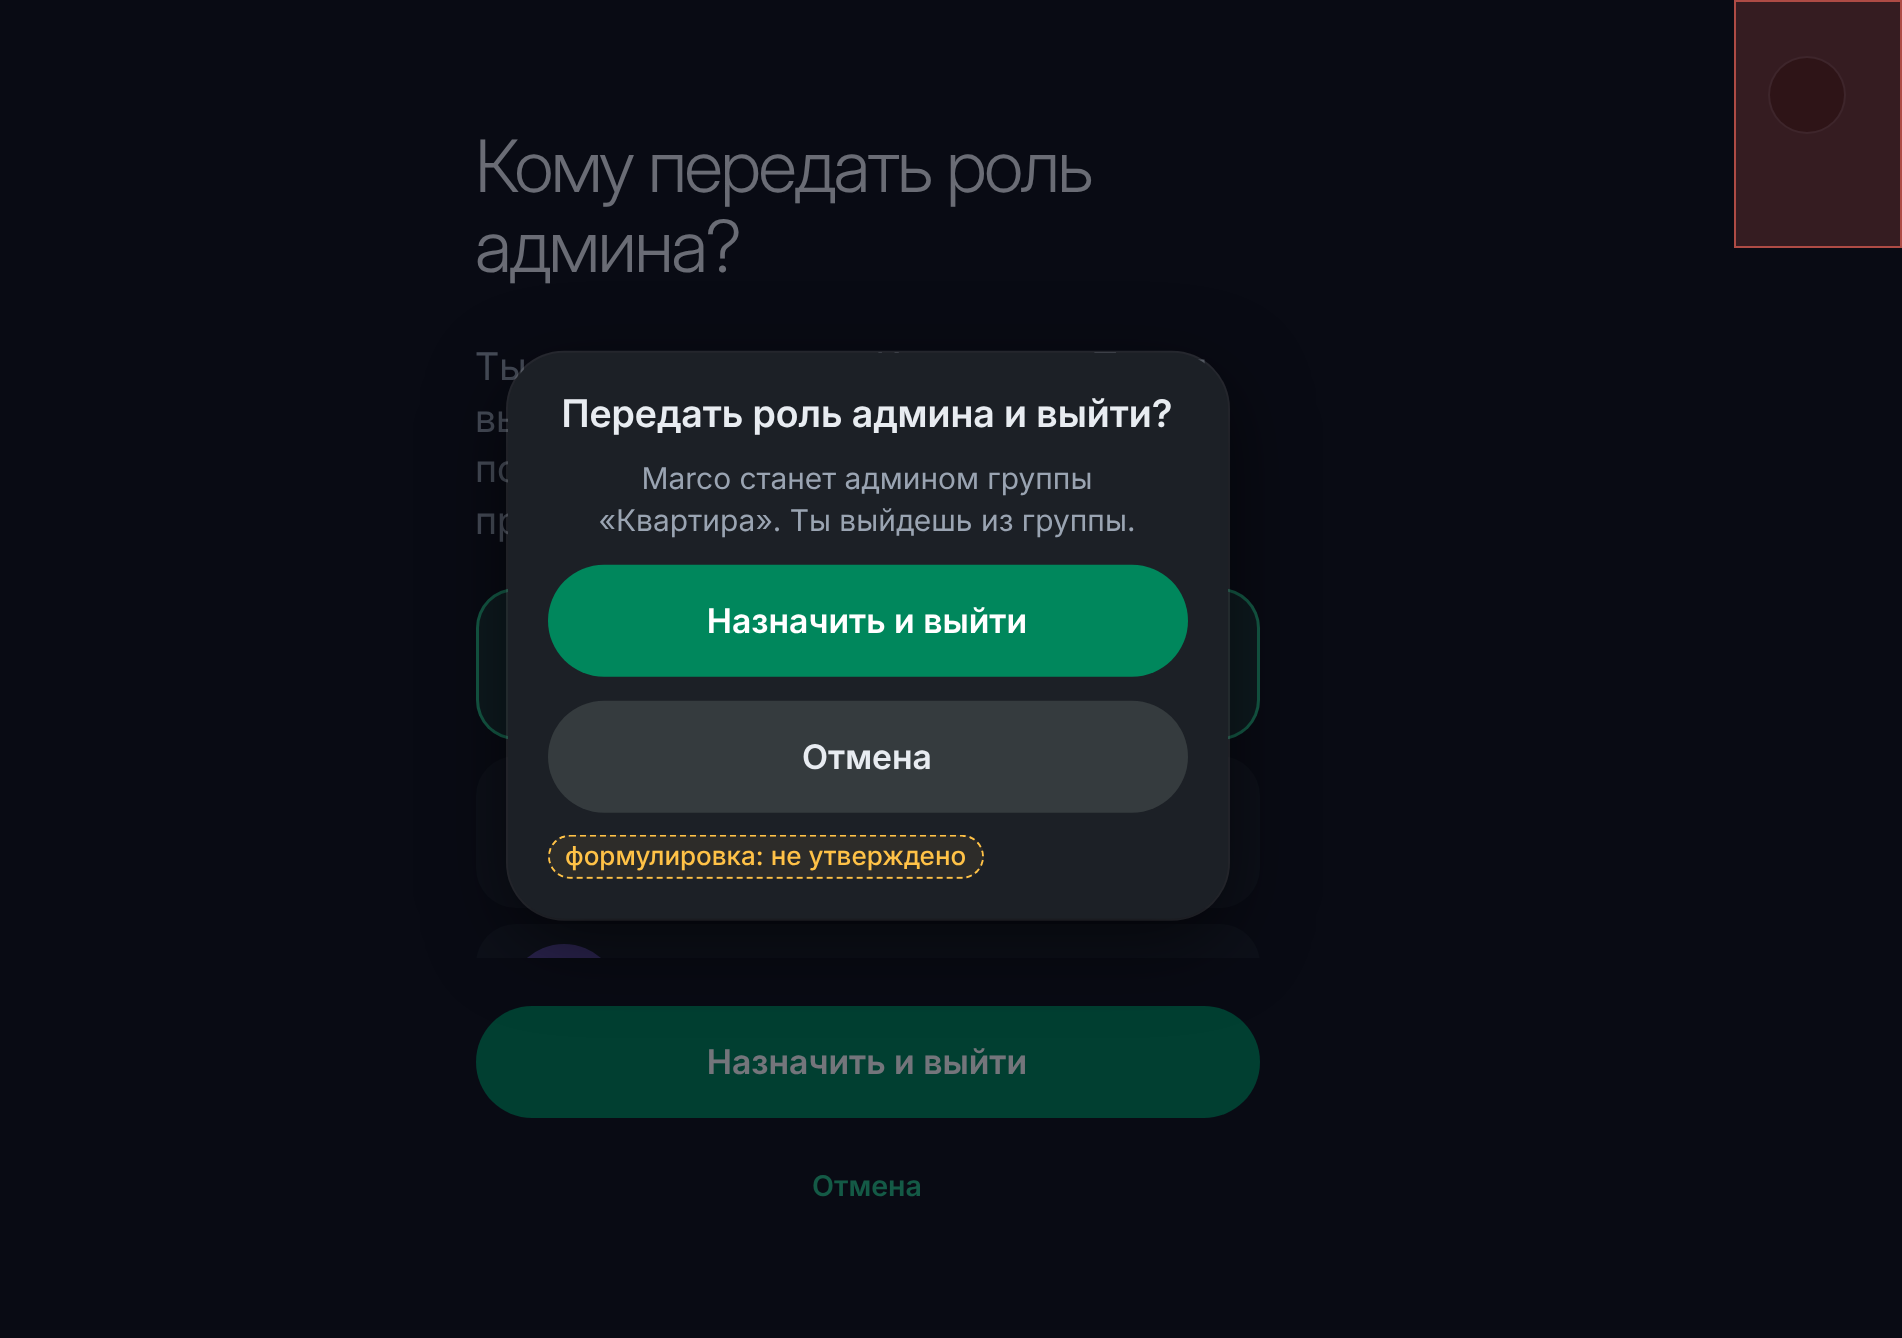 Кому передать роль
админа?
Ты
Передать роль админа и выйти?
Marco станет админом группы
«Квартира». Ты выйдешь из группы.
Назначить и выйти
Отмена
формулировка: не утверждено
Назначить и выйти
Отмена